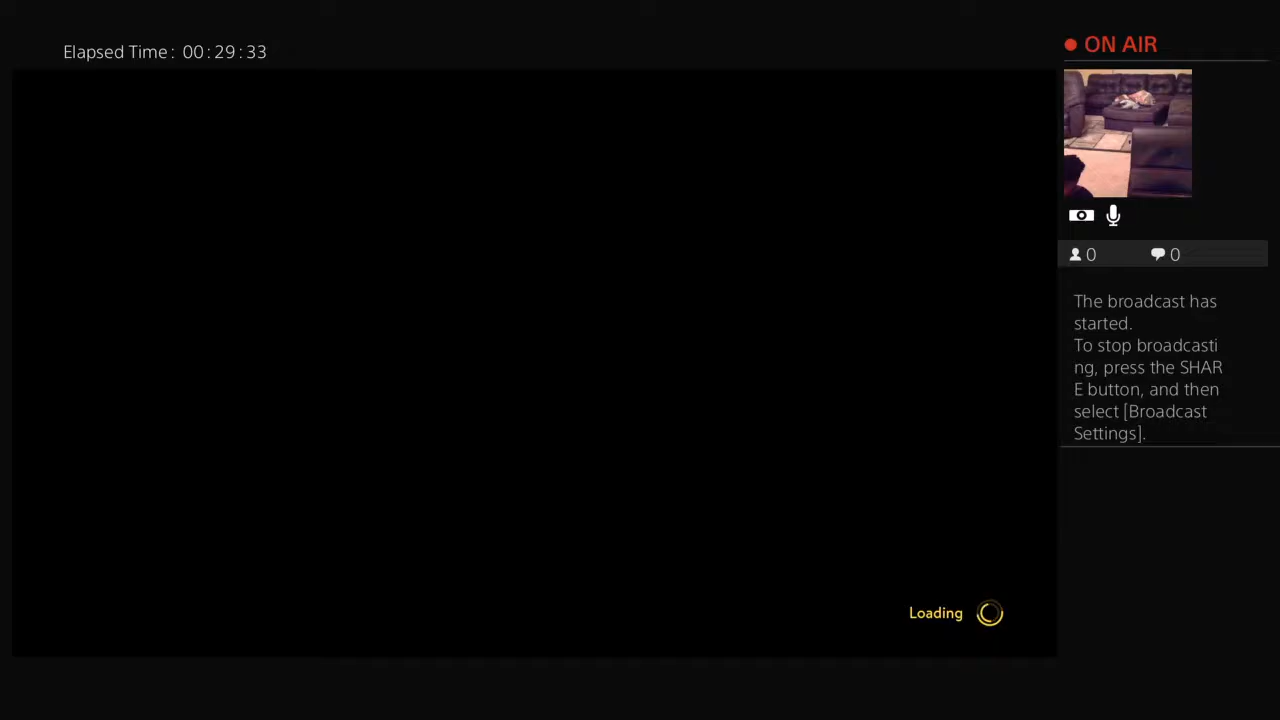 Elapsed Time: 00:29:33
ON AIR
0 0
The broadcast has
started.
To stop broadcasti
ng, press the SHAR
E button, and then
select [Broadcast
Settings].
Loading